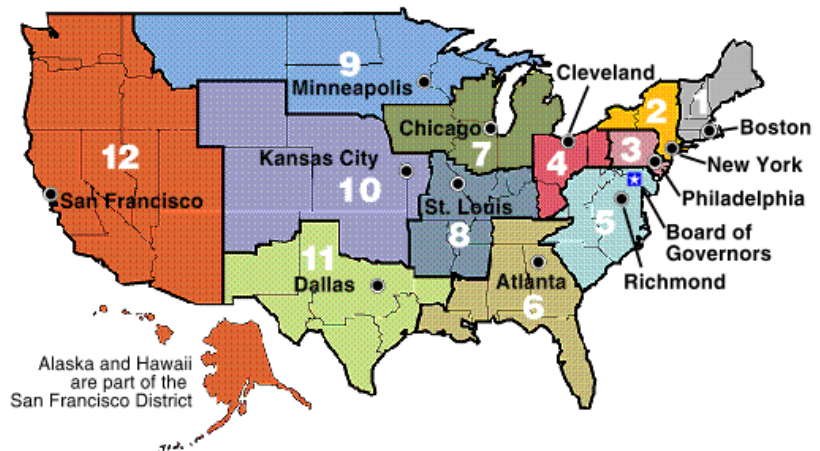 9
Minneapolis
Cleveland
2
1
Chicago
7
Boston
12
Kansas City
4
3
New York
10
San Francisco
St. Louis
Philadelphia
5
8
Board of
Governors
11
Dallas
Atlanta
6
Richmond
Alaska and Hawaii
are part of the
San Francisco District